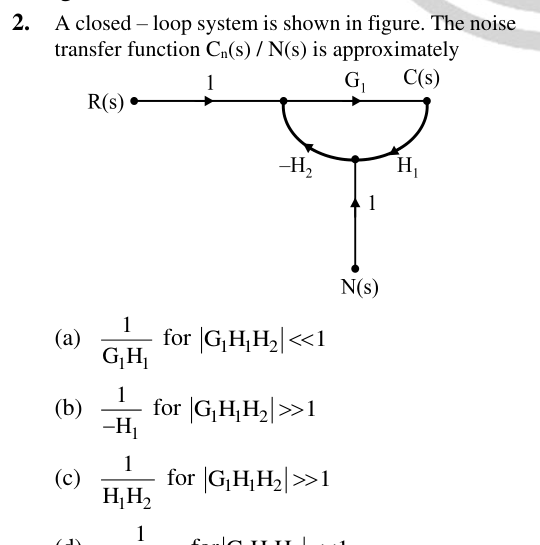 2. A closed – loop system is shown in figure. The noise
transfer function Cₙ(s) / N(s) is approximately
1 G₁ C(s)
R(s)
–H₂ H₁
1
N(s)
(a) 1/G₁H₁ for |G₁H₁H₂| <<1
(b) 1/–H₁ for |G₁H₁H₂| >>1
(c) 1/H₁H₂ for |G₁H₁H₂| >>1
1